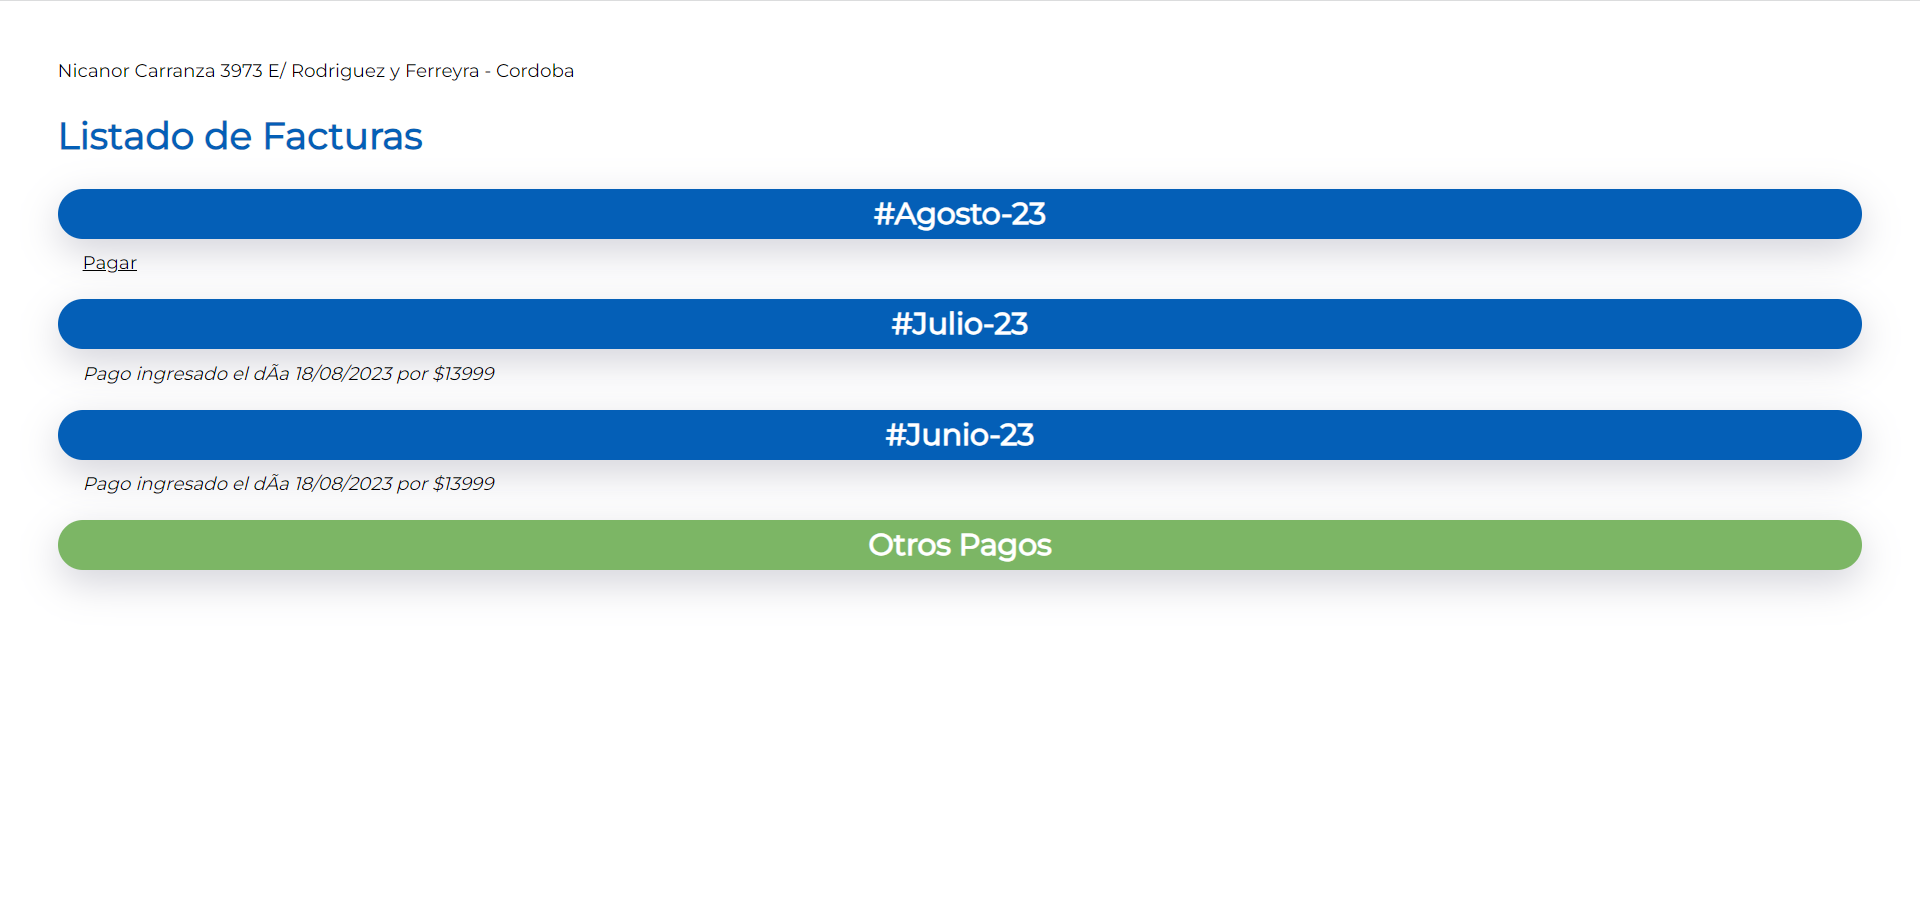 Nicanor Carranza 3973 E/ Rodriguez y Ferreyra - Cordoba
Listado de Facturas
#Agosto-23
Pagar
#Julio-23
Pago ingresado el dÃa 18/08/2023 por $13999
#Junio-23
Pago ingresado el dÃa 18/08/2023 por $13999
Otros Pagos